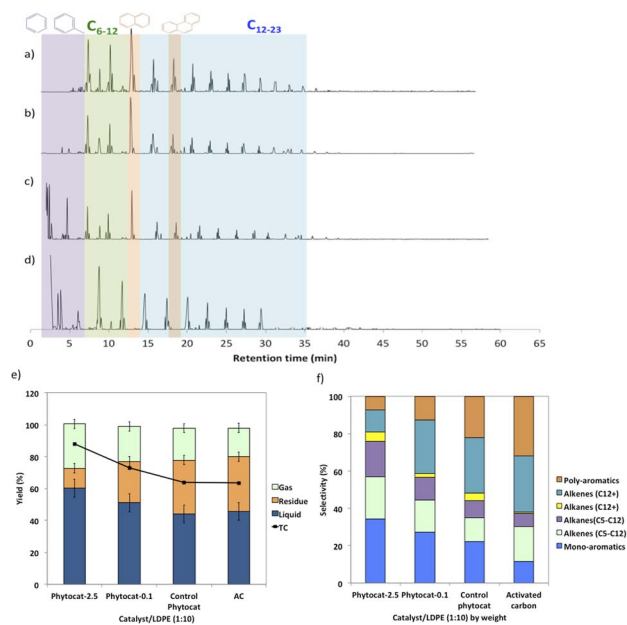 C6-12
C12-23
a)
b)
c)
d)
0 5 10 15 20 25 30 35 40 45 50 55 60 65
Retention time (min)
e)
120
100
80
60
40
20
0
Yield (%)
Gas
Residue
Liquid
TC
Phytocat-2.5 Phytocat-0.1 Control Phytocat AC
Catalyst/LDPE (1:10)
f)
100
80
60
40
20
0
Selectivity (%)
Poly-aromatics
Alkenes (C12+)
Alkanes (C12+)
Alkanes(C5-C12)
Alkenes (C5-C12)
Mono-aromatics
Phytocat-2.5 Phytocat-0.1 Control phytocat Activated carbon
Catalyst/LDPE (1:10) by weight